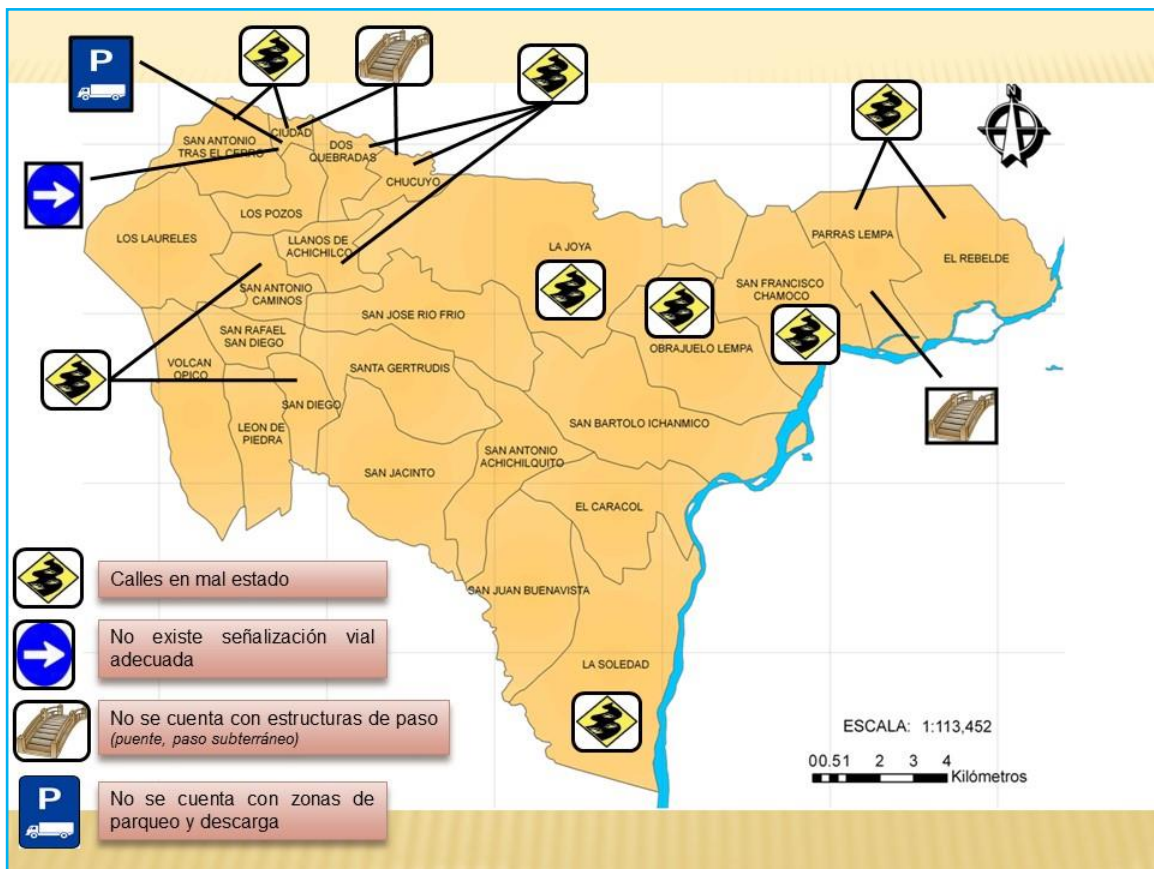 P
CIUDAD
SAN ANTONIO
TRAS EL CERRO
DOS
QUEBRADAS
CHUCUYO
N
LOS POZOS
LOS LAURELES
LLANOS DE
ACHICHILCO
LA JOYA
PARRAS LEMPA
EL REBELDE
SAN ANTONIO
CAMINOS
SAN FRANCISCO
CHAMOCO
SAN JOSE RIO FRIO
SAN RAFAEL
SAN DIEGO
OBRAJUELO LEMPA
VOLCAN
OPICO
SANTA GERTRUDIS
SAN DIEGO
LEON DE
PIEDRA
SAN BARTOLO ICHANMICO
SAN ANTONIO
ACHICHILQUITO
SAN JACINTO
EL CARACOL
SAN JUAN BUENAVISTA
LA SOLEDAD
Calles en mal estado
No existe señalización vial
adecuada
No se cuenta con estructuras de paso
(puente, paso subterráneo)
P
No se cuenta con zonas de
parqueo y descarga
ESCALA: 1:113,452
00.51 2 3 4
Kilómetros